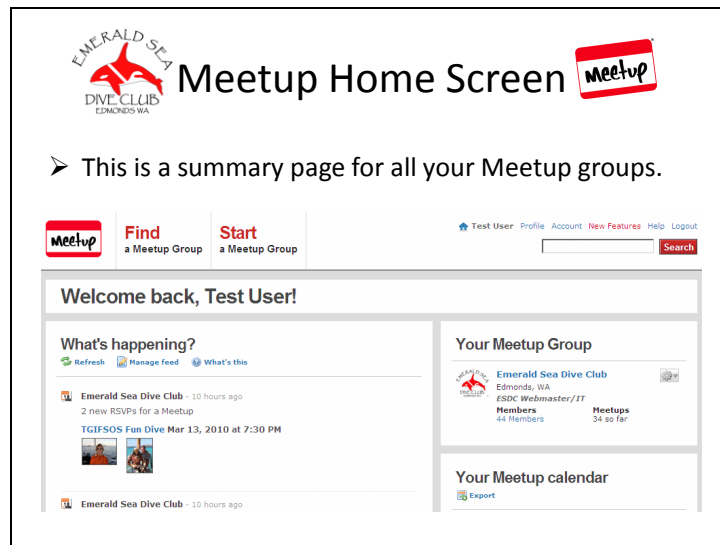 EMERALD SEA
DIVE CLUB
EDMONDS WA
Meetup Home Screen
Meetup
➢ This is a summary page for all your Meetup groups.
Meetup
Find
a Meetup Group
Start
a Meetup Group
Test User Profile Account New Features Help Logout
Search
Welcome back, Test User!
What's happening?
Refresh Manage feed What's this
Emerald Sea Dive Club - 10 hours ago
2 new RSVPs for a Meetup
TGIFSOS Fun Dive Mar 13, 2010 at 7:30 PM
Emerald Sea Dive Club - 10 hours ago
Your Meetup Group
EMERALD SEA
DIVE CLUB
Emerald Sea Dive Club
Edmonds, WA
ESDC Webmaster/IT
Members Meetups
44 Members 34 so far
Your Meetup calendar
Export